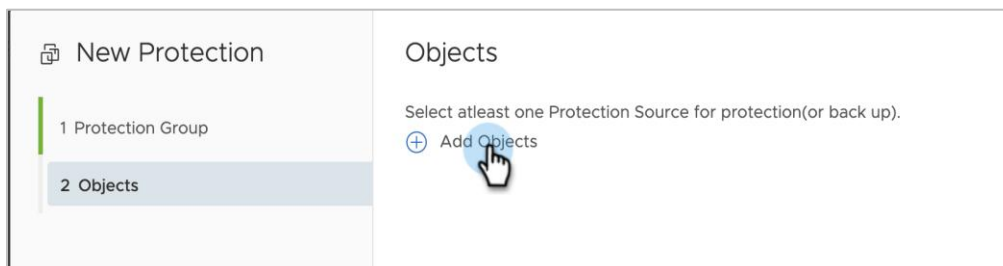 New Protection
1 Protection Group
2 Objects
Objects
Select atleast one Protection Source for protection(or back up).
Add Objects